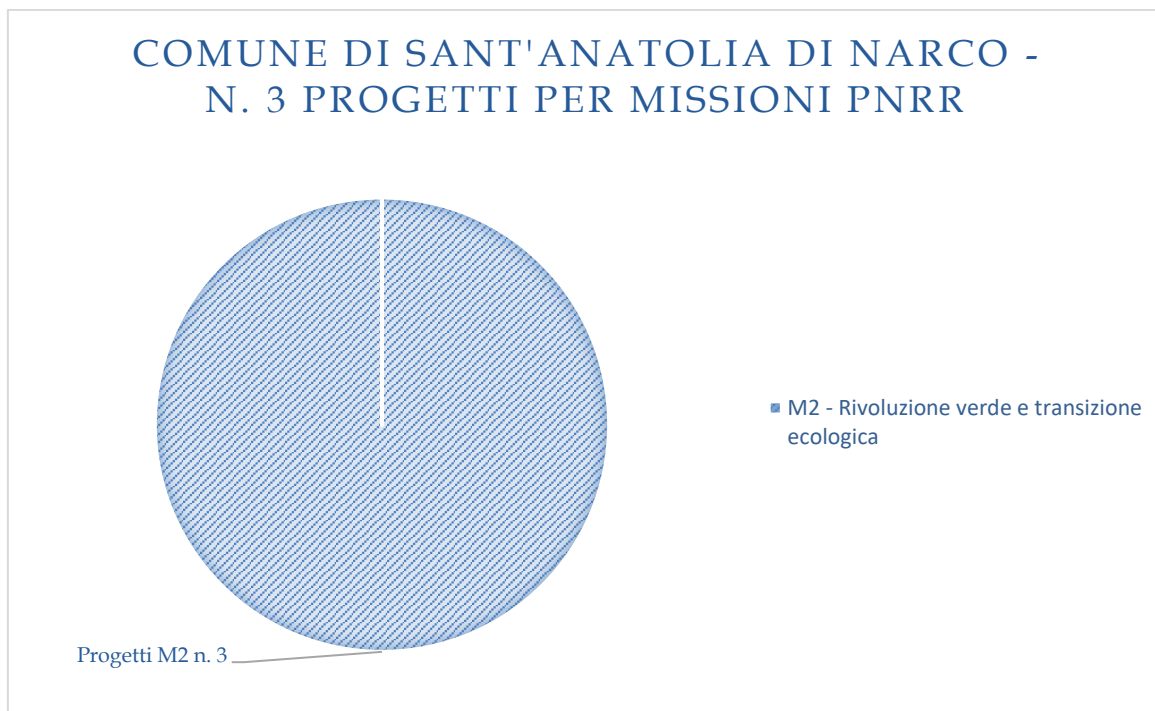 COMUNE DI SANT'ANATOLIA DI NARCO -
N. 3 PROGETTI PER MISSIONI PNRR
M2 - Rivoluzione verde e transizione
ecologica
Progetti M2 n. 3